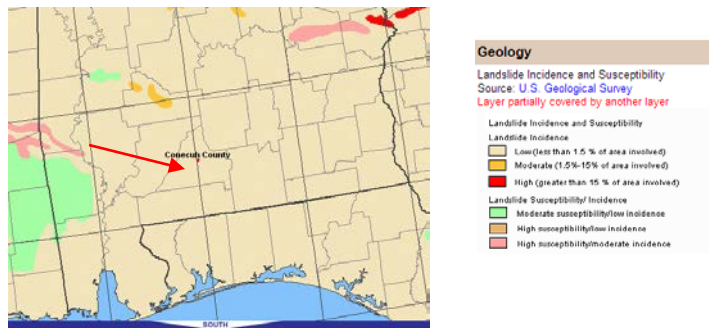 Conecuh County
SOUTH
Geology
Landslide Incidence and Susceptibility
Source: U.S. Geological Survey
Layer partially covered by another layer
Landslide Incidence and Susceptibility
Landslide Incidence
Low (less than 1.5 % of area involved)
Moderate (1.5%-15% of area involved)
High (greater than 15 % of area involved)
Landslide Susceptibility/ Incidence
Moderate susceptibility/low incidence
High susceptibility/low incidence
High susceptibility/moderate incidence